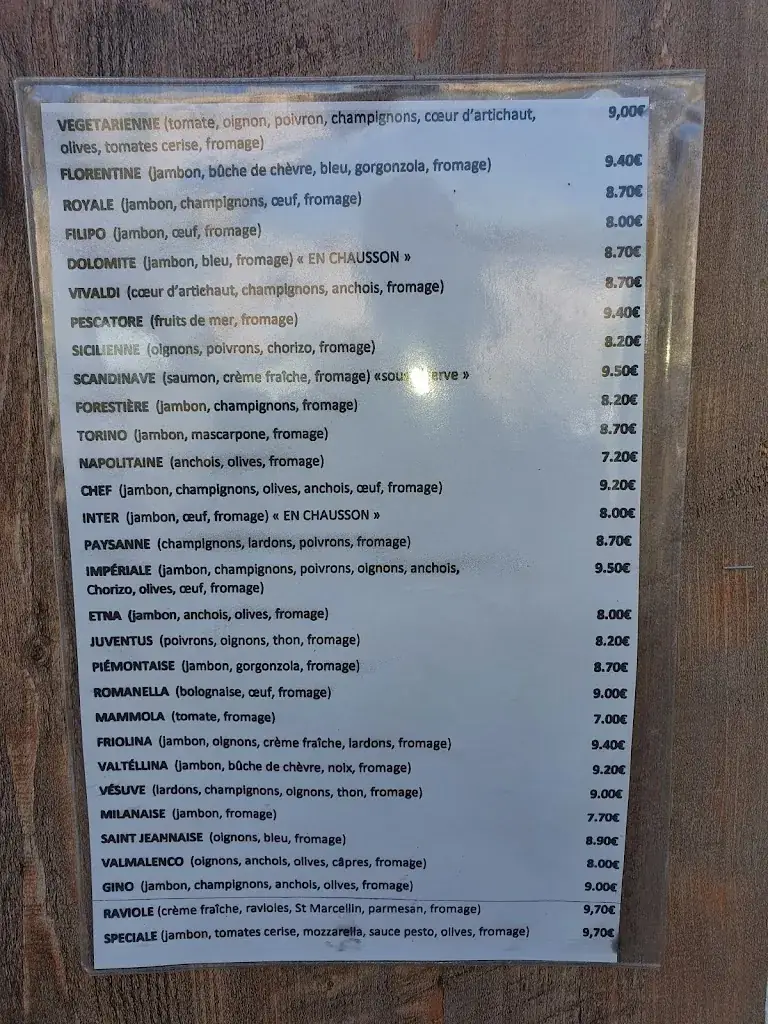 VEGETARIENNE (tomate, oignon, poivron, champignons, cœur d'artichaut, 9,00€
olives, tomates cerise, fromage)
FLORENTINE (jambon, bûche de chèvre, bleu, gorgonzola, fromage) 9.40€
ROYALE (jambon, champignons, œuf, fromage) 8.70€
FILIPO (jambon, œuf, fromage) 8.00€
DOLOMITE (jambon, bleu, fromage) « EN CHAUSSON » 8.70€
VIVALDI (cœur d'artichaut, champignons, anchois, fromage) 8.70€
PESCATORE (fruits de mer, fromage) 9.40€
SICILIENNE (oignons, poivrons, chorizo, fromage) 8.20€
SCANDINAVE (saumon, crème fraîche, fromage) 9.50€
FORESTIÈRE (jambon, champignons, fromage) 8.20€
TORINO (jambon, mascarpone, fromage) 8.70€
NAPOLITAINE (anchois, olives, fromage) 7.20€
CHEF (jambon, champignons, olives, anchois, œuf, fromage) 9.20€
INTER (jambon, œuf, fromage) « EN CHAUSSON » 8.00€
PAYSANNE (champignons, lardons, poivrons, fromage) 8.70€
IMPÉRIALE (jambon, champignons, poivrons, oignons, anchois, 9.50€
Chorizo, olives, œuf, fromage)
ETNA (jambon, anchois, olives, fromage) 8.00€
JUVENTUS (poivrons, oignons, thon, fromage) 8.20€
PIÉMONTAISE (jambon, gorgonzola, fromage) 8.70€
ROMANELLA (bolognaise, œuf, fromage) 9.00€
MAMMOLA (tomate, fromage) 7.00€
FRIOLINA (jambon, oignons, crème fraîche, lardons, fromage) 9.40€
VALTÉLLINA (jambon, bûche de chèvre, noix, fromage) 9.20€
VÉSUVE (lardons, champignons, oignons, thon, fromage) 9.00€
MILANAISE (jambon, fromage) 7.70€
SAINT JEANNAISE (oignons, bleu, fromage) 8.90€
VALMALENCO (oignons, anchois, olives, câpres, fromage) 8.00€
GINO (jambon, champignons, anchois, olives, fromage) 9.00€
RAVIOLE (crème fraîche, ravioles, St Marcellin, parmesan, fromage) 9,70€
SPECIALE (jambon, tomates cerise, mozzarella, sauce pesto, olives, fromage) 9,70€